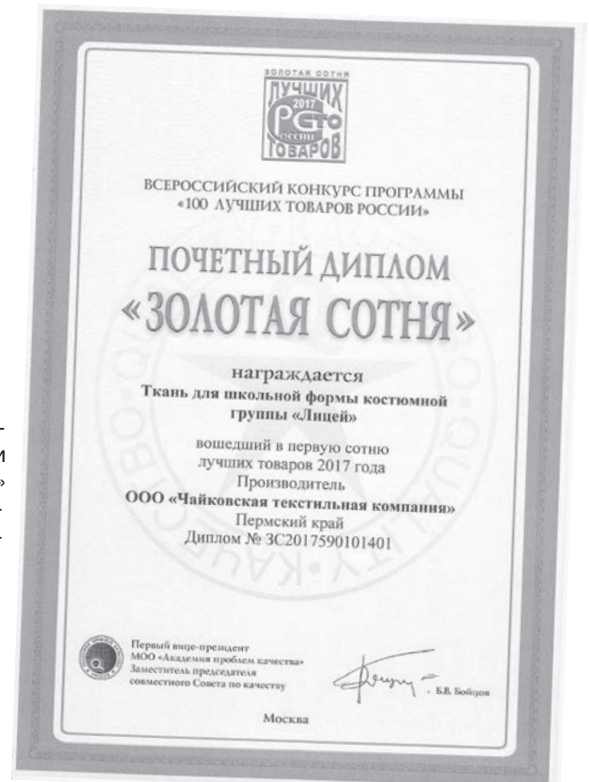 ЗОЛОТАЯ СОТНЯ
ЛУЧШИХ
2017
РСТО
РОССИИ
ТОВАРОВ
ВСЕРОССИЙСКИЙ КОНКУРС ПРОГРАММЫ
«100 ЛУЧШИХ ТОВАРОВ РОССИИ»
ПОЧЕТНЫЙ ДИПЛОМ
«ЗОЛОТАЯ СОТНЯ»
награждается
Ткань для школьной формы костюмной
группы «Лицей»
вошедший в первую сотню
лучших товаров 2017 года
Производитель
ООО «Чайковская текстильная компания»
Пермский край
Диплом № ЗС2017590101401
КАЧЕСТВО • QUALITY
Первый вице-президент
МОО «Академия проблем качества»
Заместитель председателя
совместного Совета по качеству
Б.В. Бойцов
Москва
-
и
»
-
-